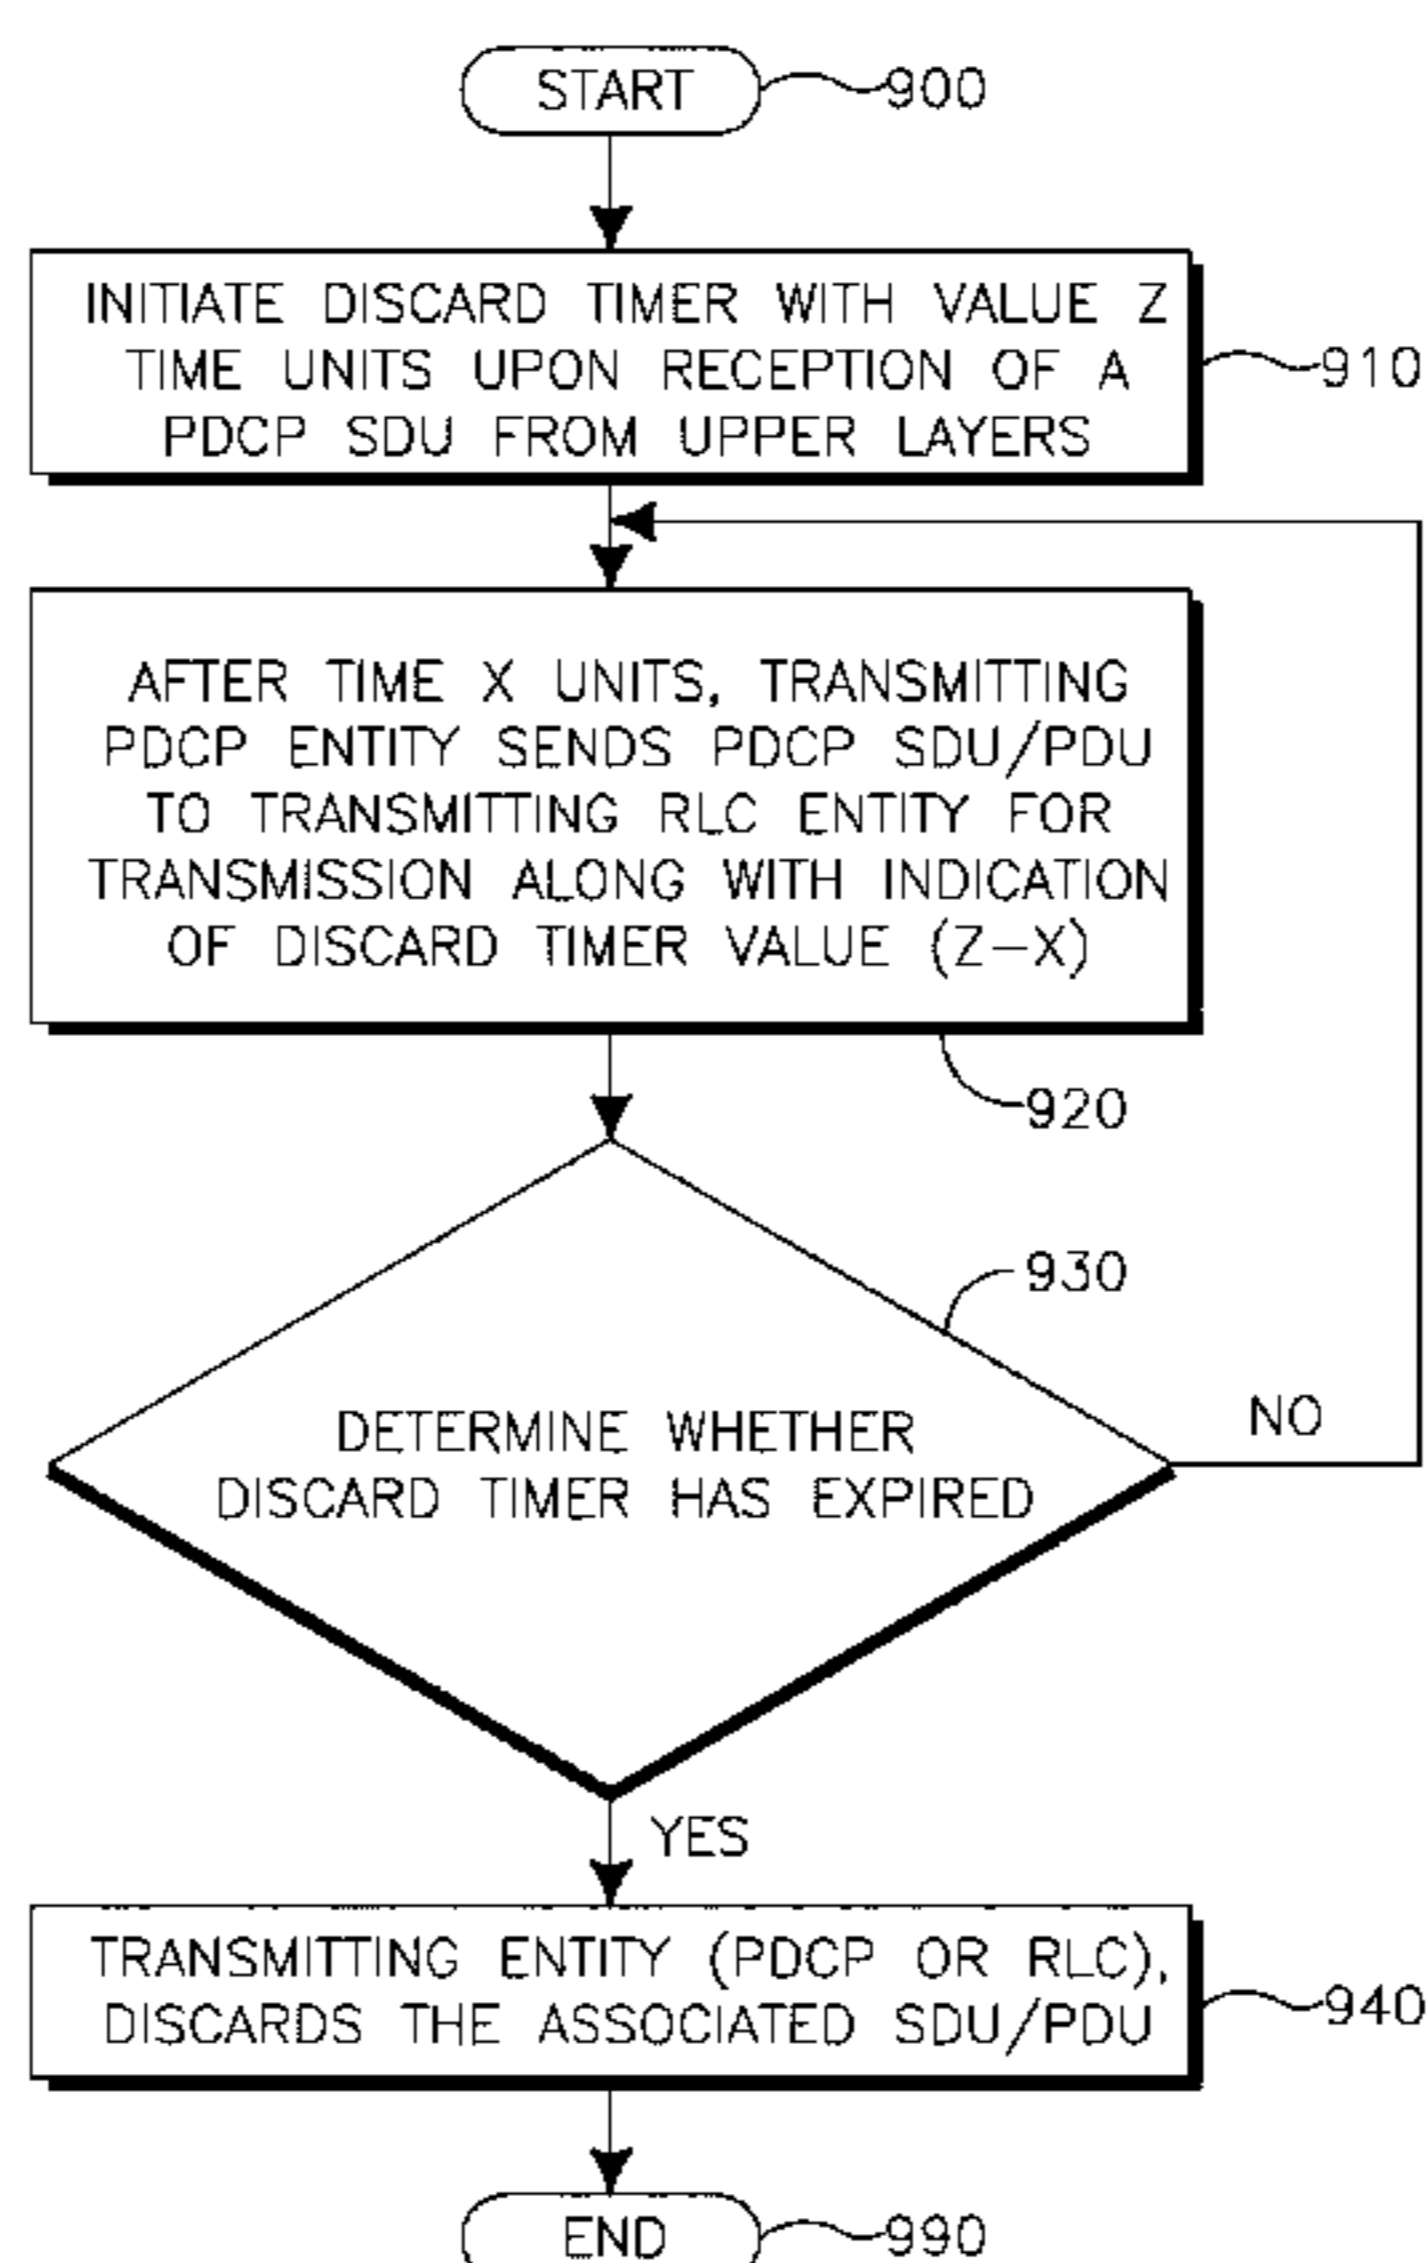 START
900
INITIATE DISCARD TIMER WITH VALUE Z
TIME UNITS UPON RECEPTION OF A
PDCP SDU FROM UPPER LAYERS
910
AFTER TIME X UNITS, TRANSMITTING
PDCP ENTITY SENDS PDCP SDU/PDU
TO TRANSMITTING RLC ENTITY FOR
TRANSMISSION ALONG WITH INDICATION
OF DISCARD TIMER VALUE (Z-X)
920
930
DETERMINE WHETHER
DISCARD TIMER HAS EXPIRED
NO
YES
TRANSMITTING ENTITY (PDCP OR RLC),
DISCARDS THE ASSOCIATED SDU/PDU
940
END
990